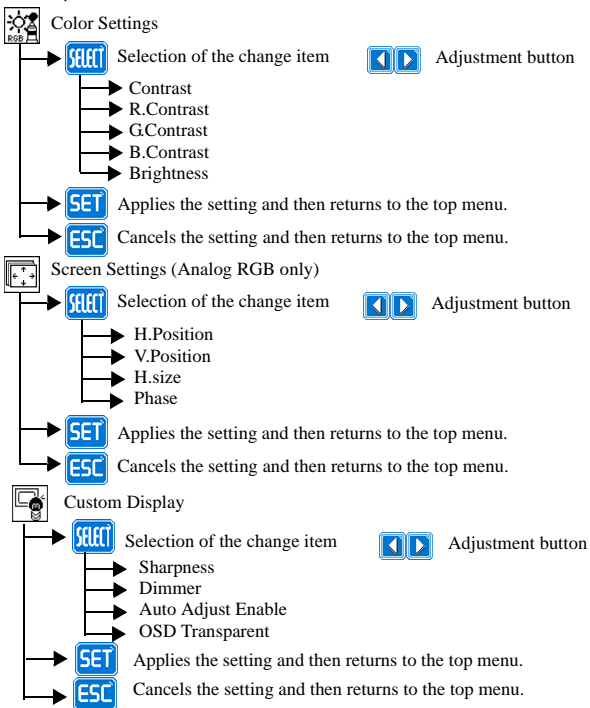 RGB Color Settings
SELECT Selection of the change item Adjustment button
Contrast
R.Contrast
G.Contrast
B.Contrast
Brightness
SET Applies the setting and then returns to the top menu.
ESC Cancels the setting and then returns to the top menu.
Screen Settings (Analog RGB only)
SELECT Selection of the change item Adjustment button
H.Position
V.Position
H.size
Phase
SET Applies the setting and then returns to the top menu.
ESC Cancels the setting and then returns to the top menu.
Custom Display
SELECT Selection of the change item Adjustment button
Sharpness
Dimmer
Auto Adjust Enable
OSD Transparent
SET Applies the setting and then returns to the top menu.
ESC Cancels the setting and then returns to the top menu.